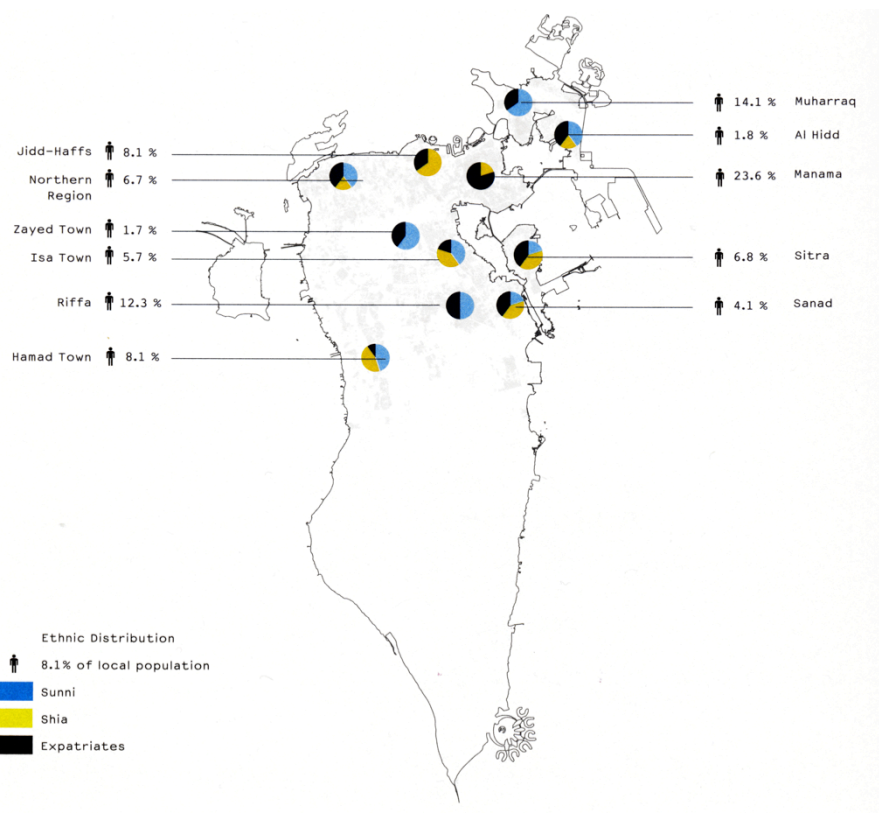 14.1 % Muharraq
1.8 % Al Hidd
23.6 % Manama
6.8 % Sitra
4.1 % Sanad
Jidd-Haffs 8.1 %
Northern 6.7 %
Region
Zayed Town 1.7 %
Isa Town 5.7 %
Riffa 12.3 %
Hamad Town 8.1 %
Ethnic Distribution
8.1% of local population
Sunni
Shia
Expatriates